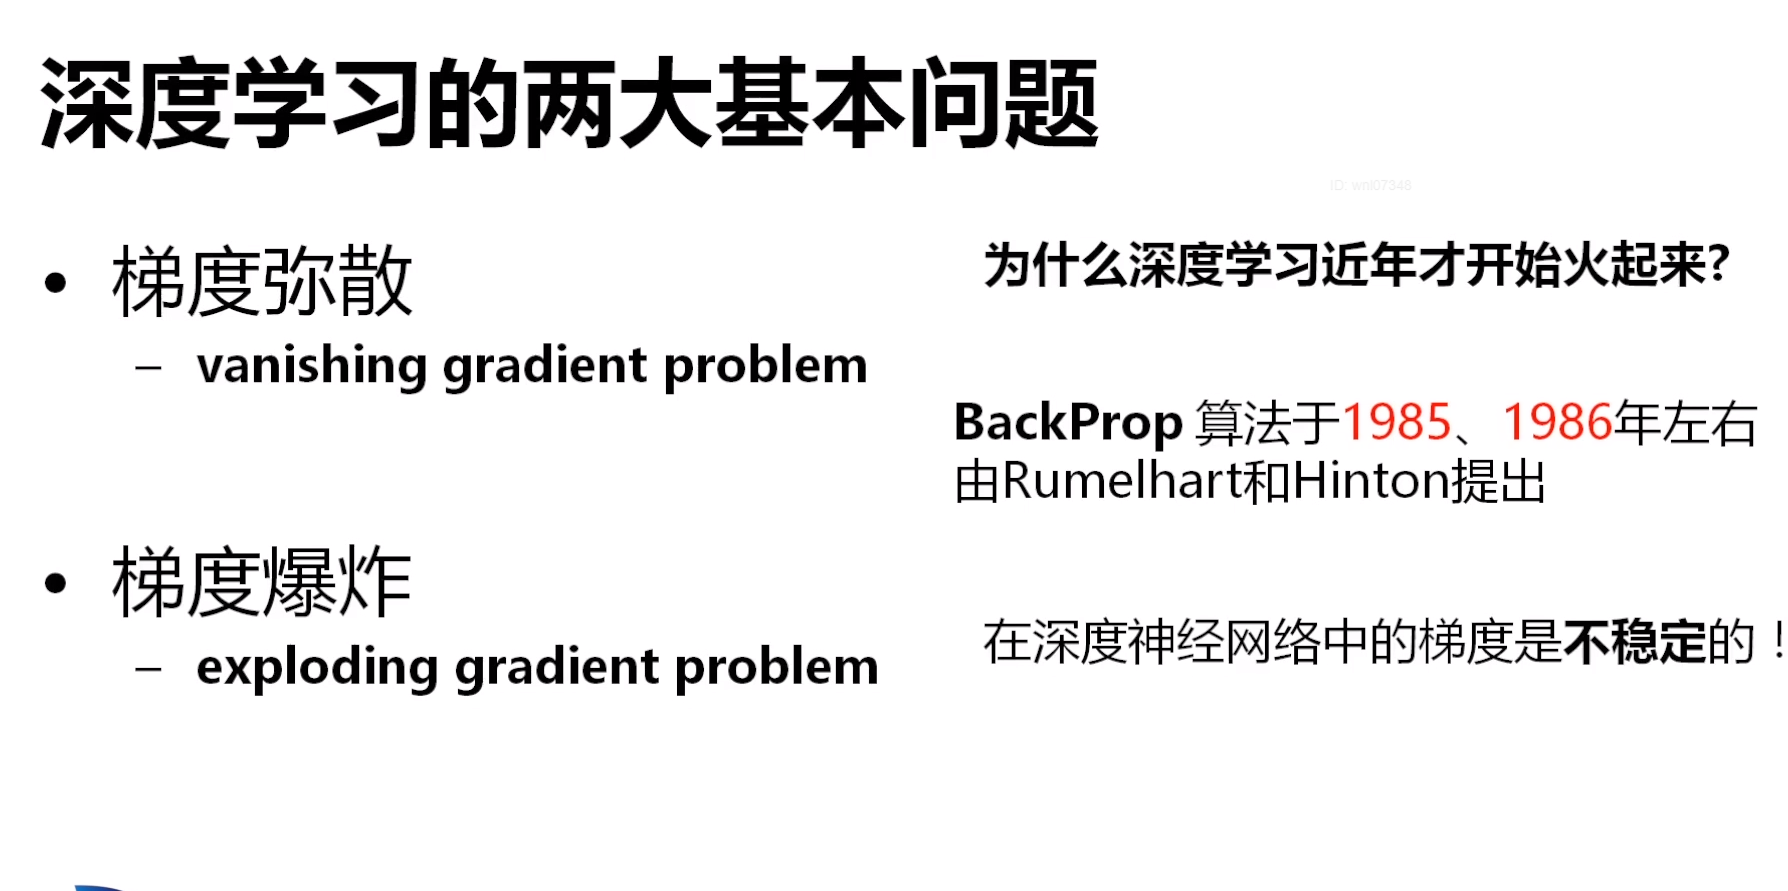 深度学习的两大基本问题
ID: wnl07348
• 梯度弥散
– vanishing gradient problem
• 梯度爆炸
– exploding gradient problem
为什么深度学习近年才开始火起来?
BackProp 算法于1985、1986年左右
由Rumelhart和Hinton提出
在深度神经网络中的梯度是不稳定的！